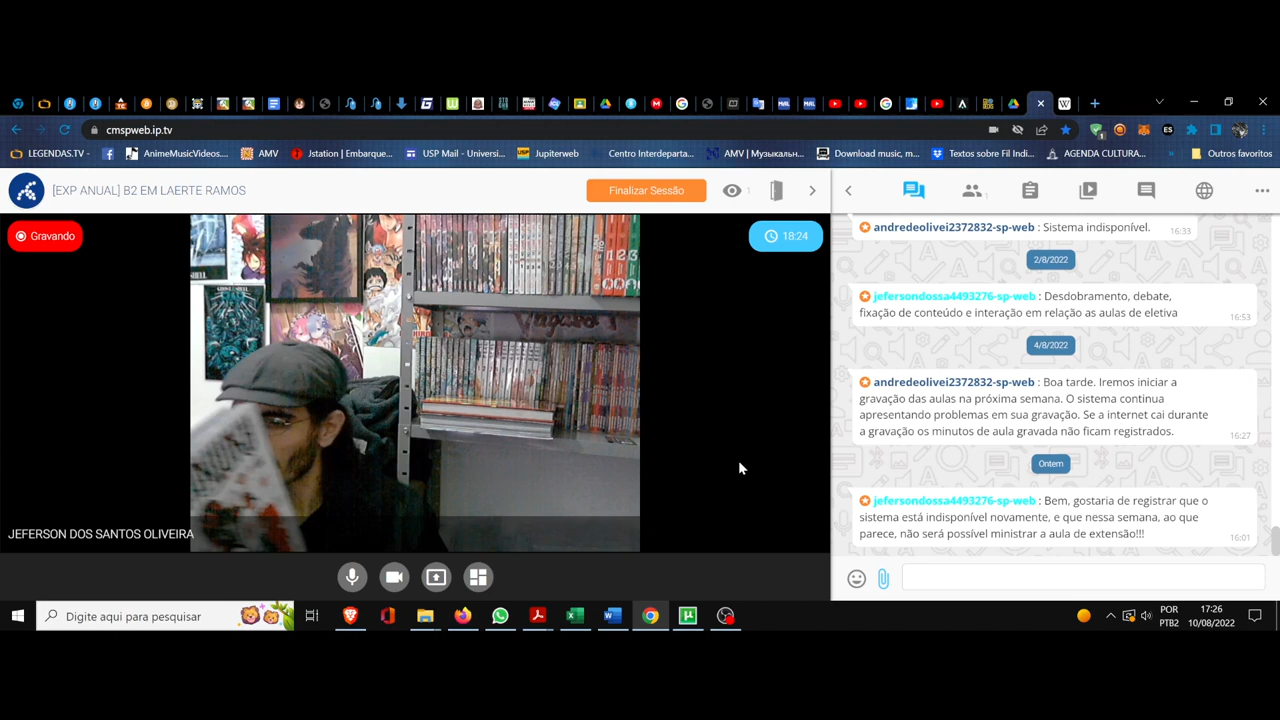 cmspweb.ip.tv
LEGENDAS.TV -
AnimeMusicVideos....
AMV
Jstation | Embarque...
USP Mail - Universi...
Jupiterweb
Centro Interdeparta...
AMV | Музыкальн...
Download music, m...
Textos sobre Fil Indi...
AGENDA CULTURA...
»
Outros favoritos
[EXP ANUAL] B2 EM LAERTE RAMOS
Finalizar Sessão
1
1
Gravando
18:24
JEFERSON DOS SANTOS OLIVEIRA
andredeolivei2372832-sp-web : Sistema indisponível.
16:33
2/8/2022
jefersondossa4493276-sp-web : Desdobramento, debate,
fixação de conteúdo e interação em relação as aulas de eletiva
16:53
4/8/2022
andredeolivei2372832-sp-web : Boa tarde. Iremos iniciar a
gravação das aulas na próxima semana. O sistema continua
apresentando problemas em sua gravação. Se a internet cai durante
a gravação os minutos de aula gravada não ficam registrados.
16:27
Ontem
jefersondossa4493276-sp-web : Bem, gostaria de registrar que o
sistema está indisponível novamente, e que nessa semana, ao que
parece, não será possível ministrar a aula de extensão!!!
16:01
Digite aqui para pesquisar
POR
PTB2
17:26
10/08/2022